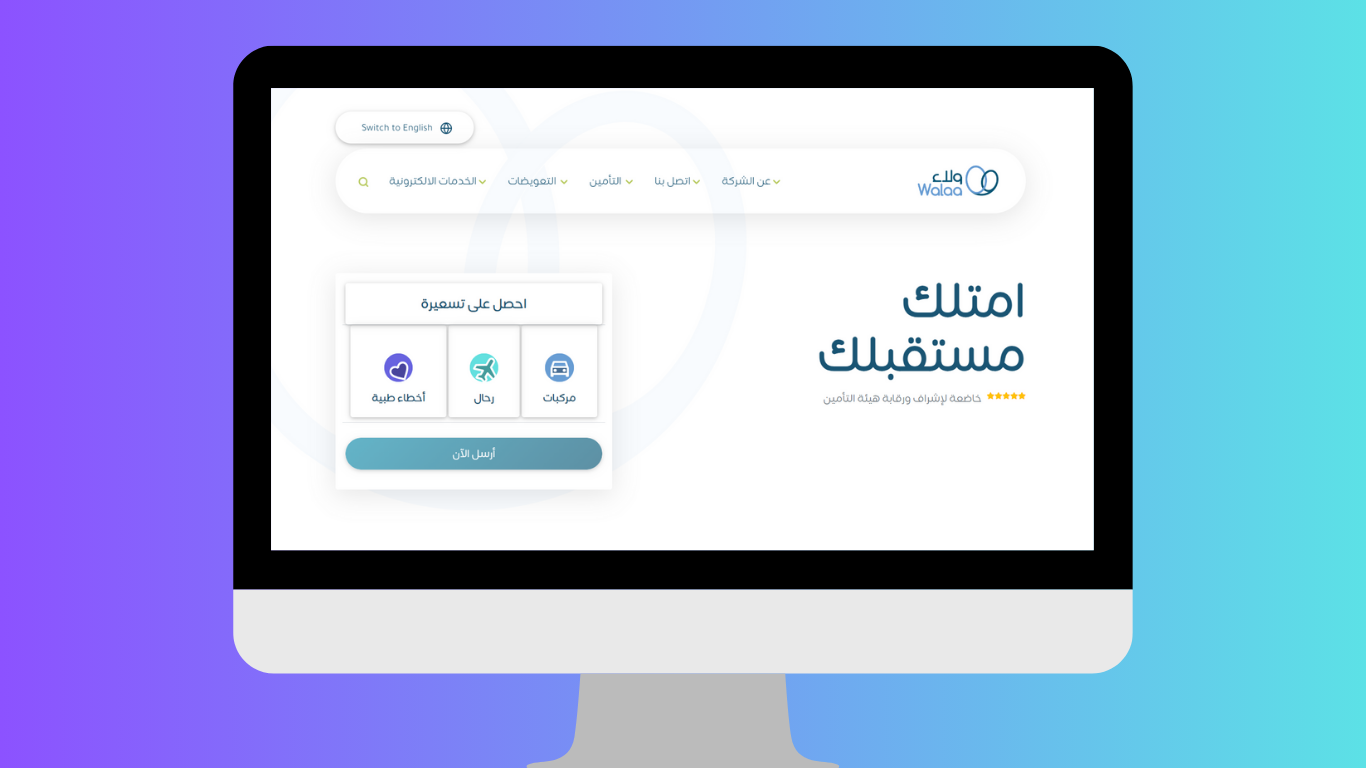 Switch to English
ولاء
Walaa
عن الشركة
اتصل بنا
التأمين
التعويضات
الخدمات الالكترونية
امتلك
مستقبلك
خاضعة لإشراف ورقابة هيئة التأمين
احصل على تسعيرة
مركبات
رحال
أخطاء طبية
أرسل الآن